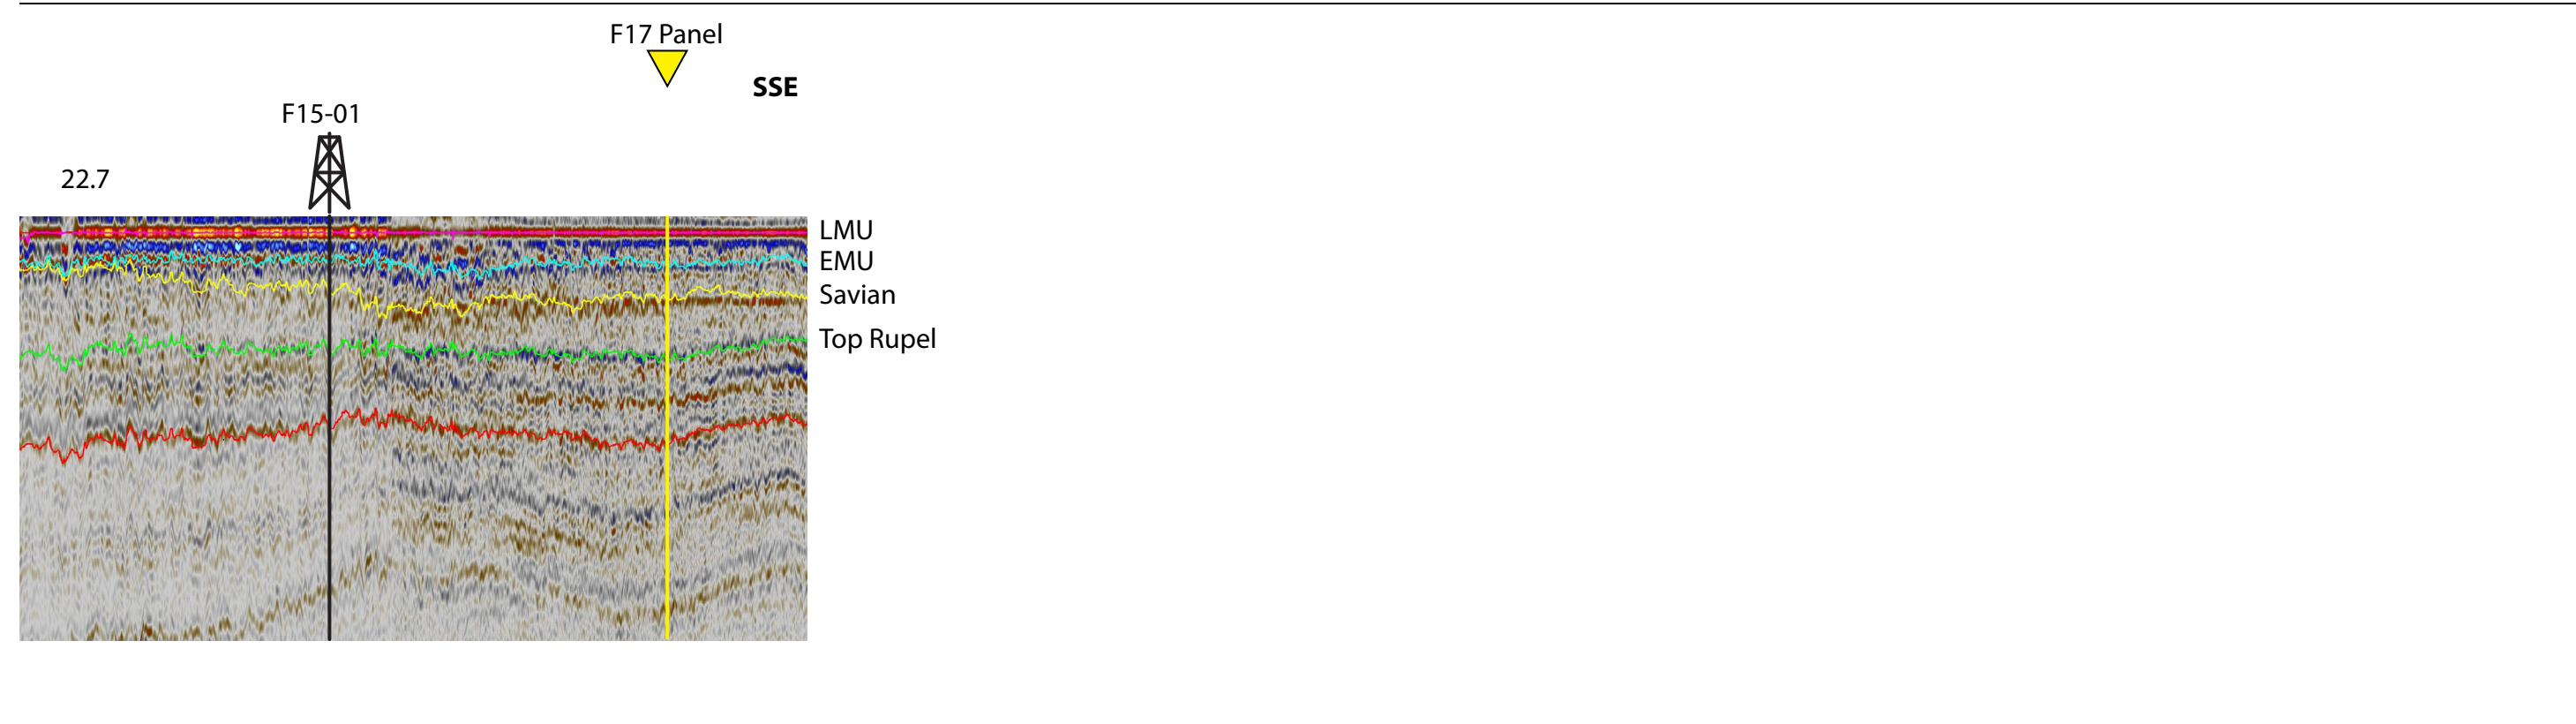 F17 Panel
SSE
F15-01
22.7
LMU
EMU
Savian
Top Rupel